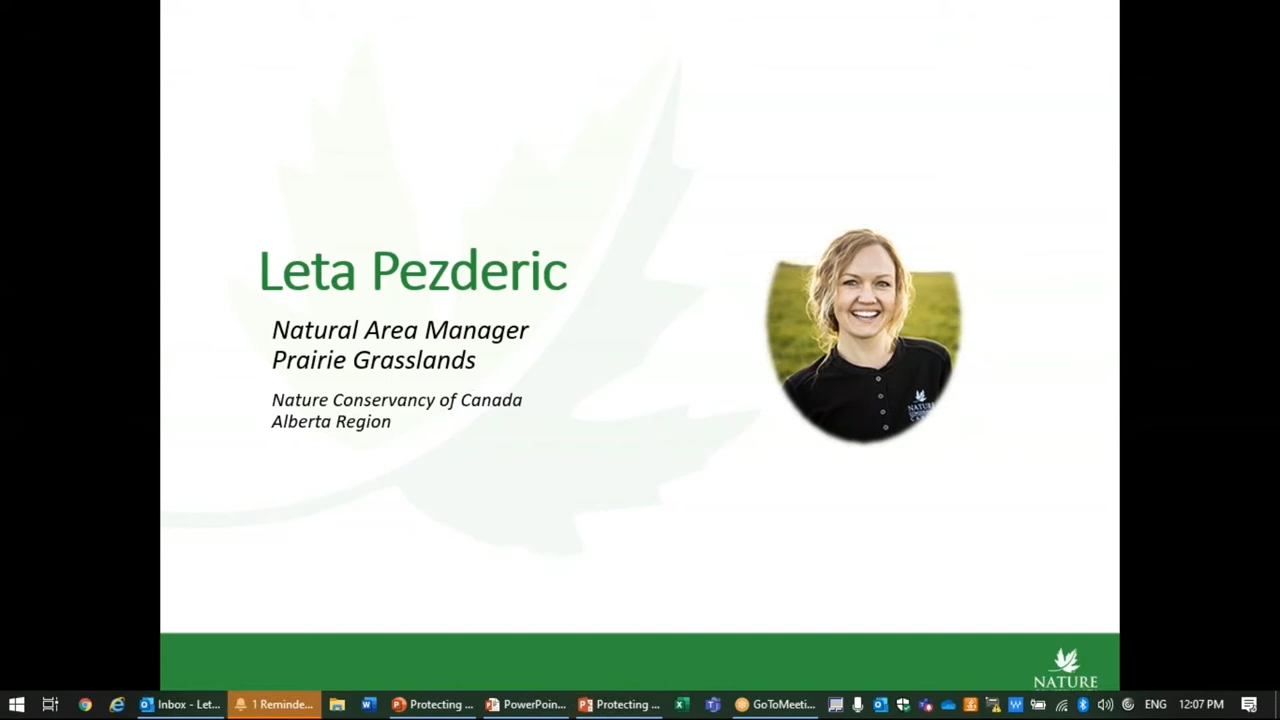 Leta Pezderic
Natural Area Manager
Prairie Grasslands
Nature Conservancy of Canada
Alberta Region
NATURE
NATURE
Inbox - Let...
1 Reminde...
Protecting ...
PowerPoin...
Protecting ...
GoToMeeti...
ENG
12:07 PM